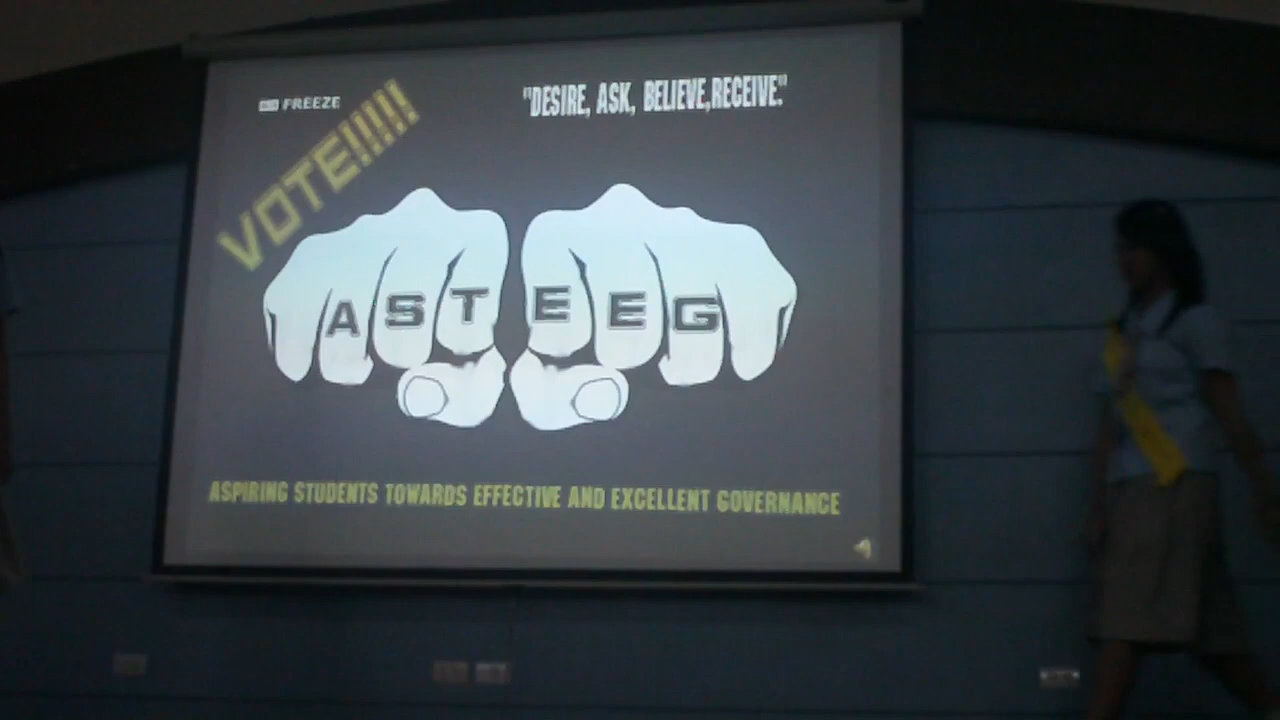 FREEZE
"DESIRE, ASK, BELIEVE,RECEIVE."
VOTE!!!!!!
ASTEEG
ASPIRING STUDENTS TOWARDS EFFECTIVE AND EXCELLENT GOVERNANCE